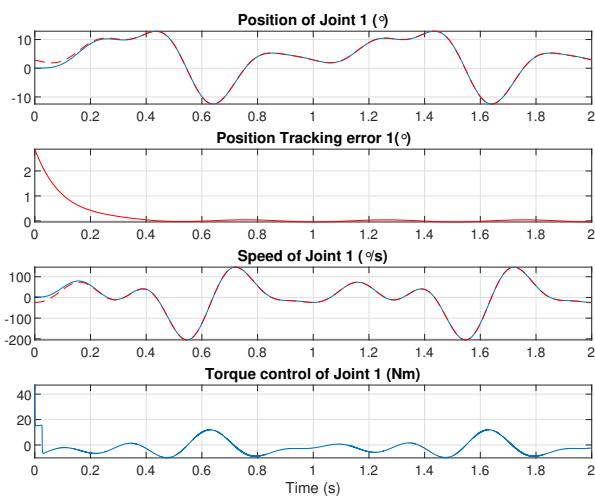 Position of Joint 1 (°)
10
0
-10
0 0.2 0.4 0.6 0.8 1 1.2 1.4 1.6 1.8 2
Position Tracking error 1(°)
2
1
0
0 0.2 0.4 0.6 0.8 1 1.2 1.4 1.6 1.8 2
Speed of Joint 1 (°/s)
100
0
-100
-200
0 0.2 0.4 0.6 0.8 1 1.2 1.4 1.6 1.8 2
Torque control of Joint 1 (Nm)
40
20
0
0 0.2 0.4 0.6 0.8 1 1.2 1.4 1.6 1.8 2
Time (s)